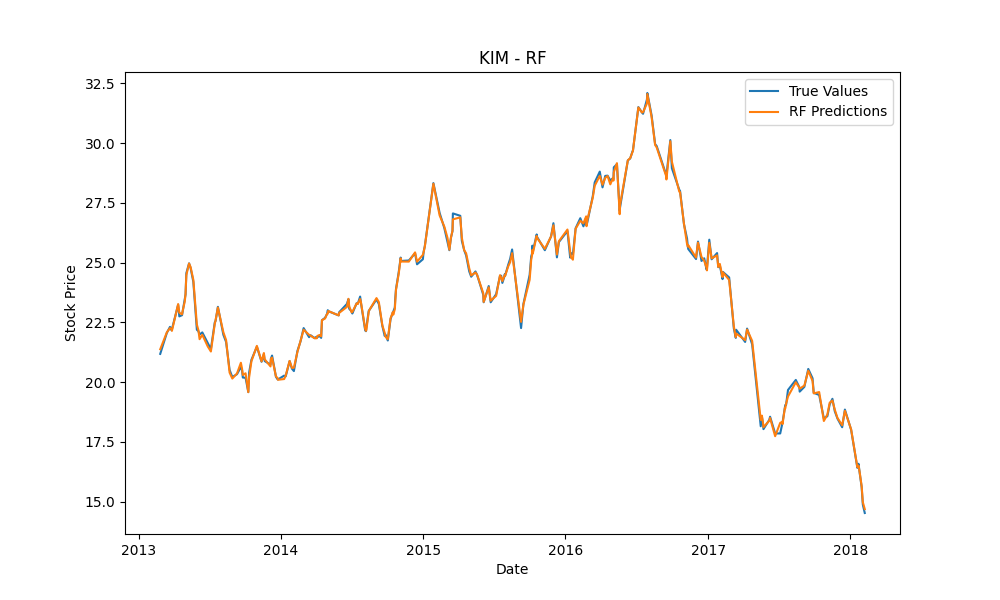 KIM - RF
True Values
RF Predictions
Stock Price
32.5
30.0
27.5
25.0
22.5
20.0
17.5
15.0
2013 2014 2015 2016 2017 2018
Date